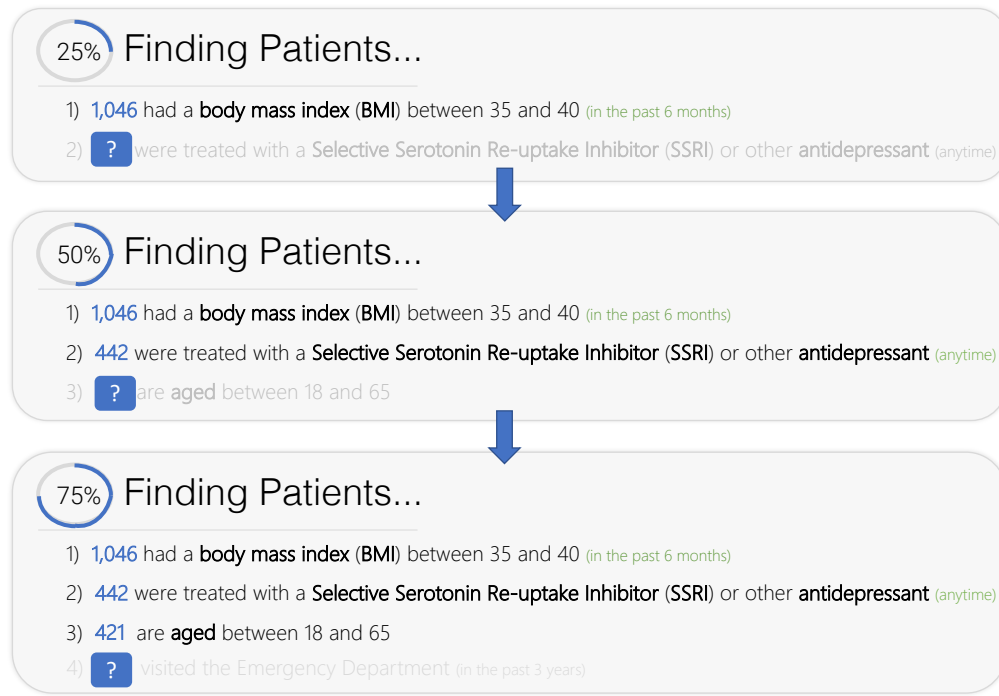 25% Finding Patients...
1) 1,046 had a body mass index (BMI) between 35 and 40 (in the past 6 months)
2) ? were treated with a Selective Serotonin Re-uptake Inhibitor (SSRI) or other antidepressant (anytime)
50% Finding Patients...
1) 1,046 had a body mass index (BMI) between 35 and 40 (in the past 6 months)
2) 442 were treated with a Selective Serotonin Re-uptake Inhibitor (SSRI) or other antidepressant (anytime)
3) ? are aged between 18 and 65
75% Finding Patients...
1) 1,046 had a body mass index (BMI) between 35 and 40 (in the past 6 months)
2) 442 were treated with a Selective Serotonin Re-uptake Inhibitor (SSRI) or other antidepressant (anytime)
3) 421 are aged between 18 and 65
4) ? visited the Emergency Department (in the past 3 years)